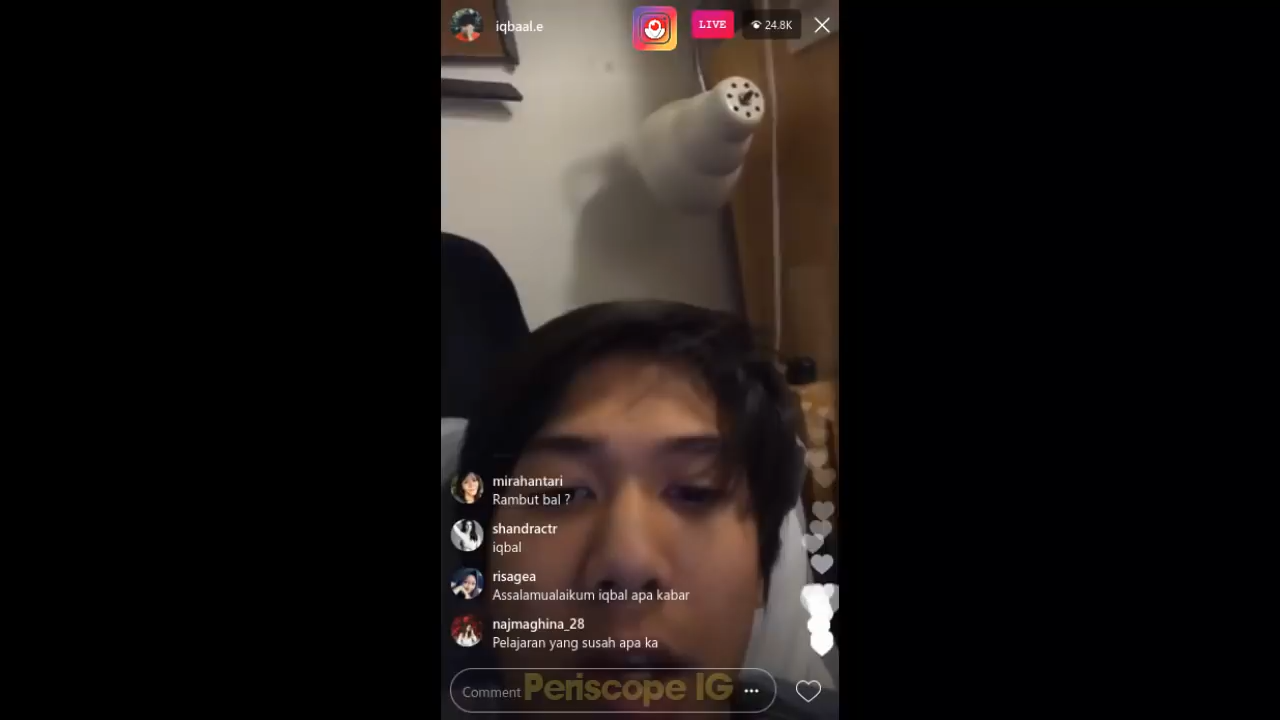 iqbaal.e
LIVE
24.8K
mirahantari
Rambut bal ?
shandractr
iqbal
risagea
Assalamualaikum iqbal apa kabar
najmaghina_28
Pelajaran yang susah apa ka
Comment
Periscope IG